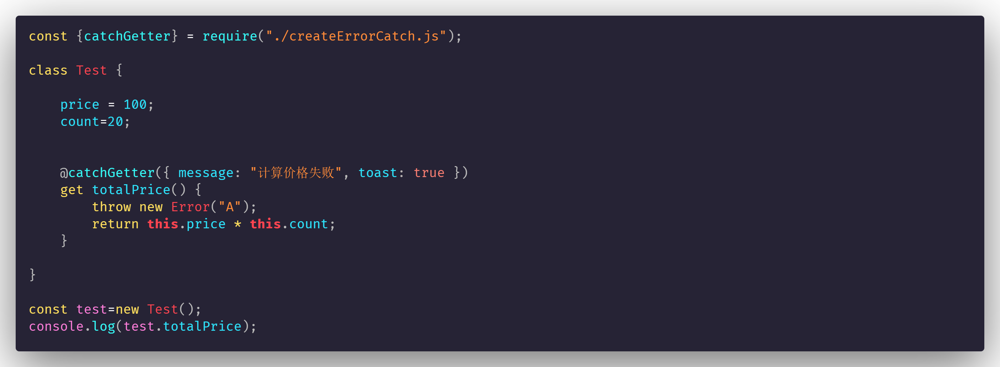 const {catchGetter} = require("./createErrorCatch.js");
class Test {
    price = 100;
    count=20;
    @catchGetter({ message: "计算价格失败", toast: true })
    get totalPrice() {
        throw new Error("A");
        return this.price * this.count;
    }
}
const test=new Test();
console.log(test.totalPrice);